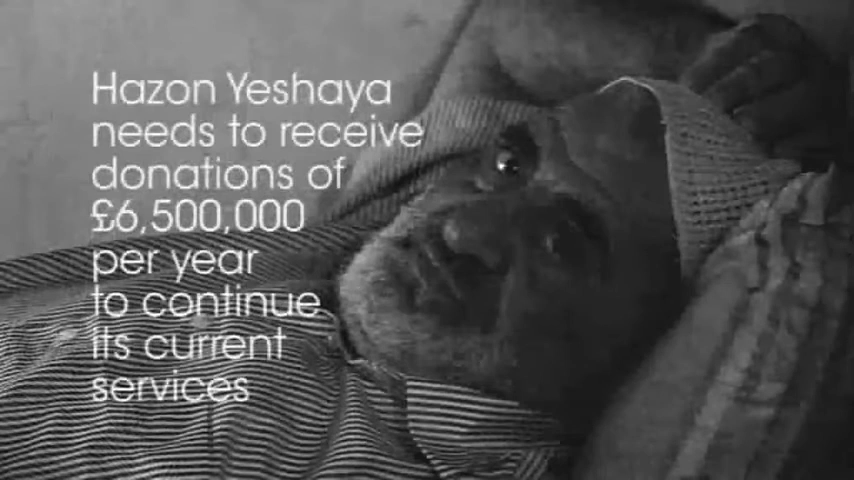 Hazon Yeshaya
needs to receive
donations of
£6,500,000
per year
to continue
its current
services